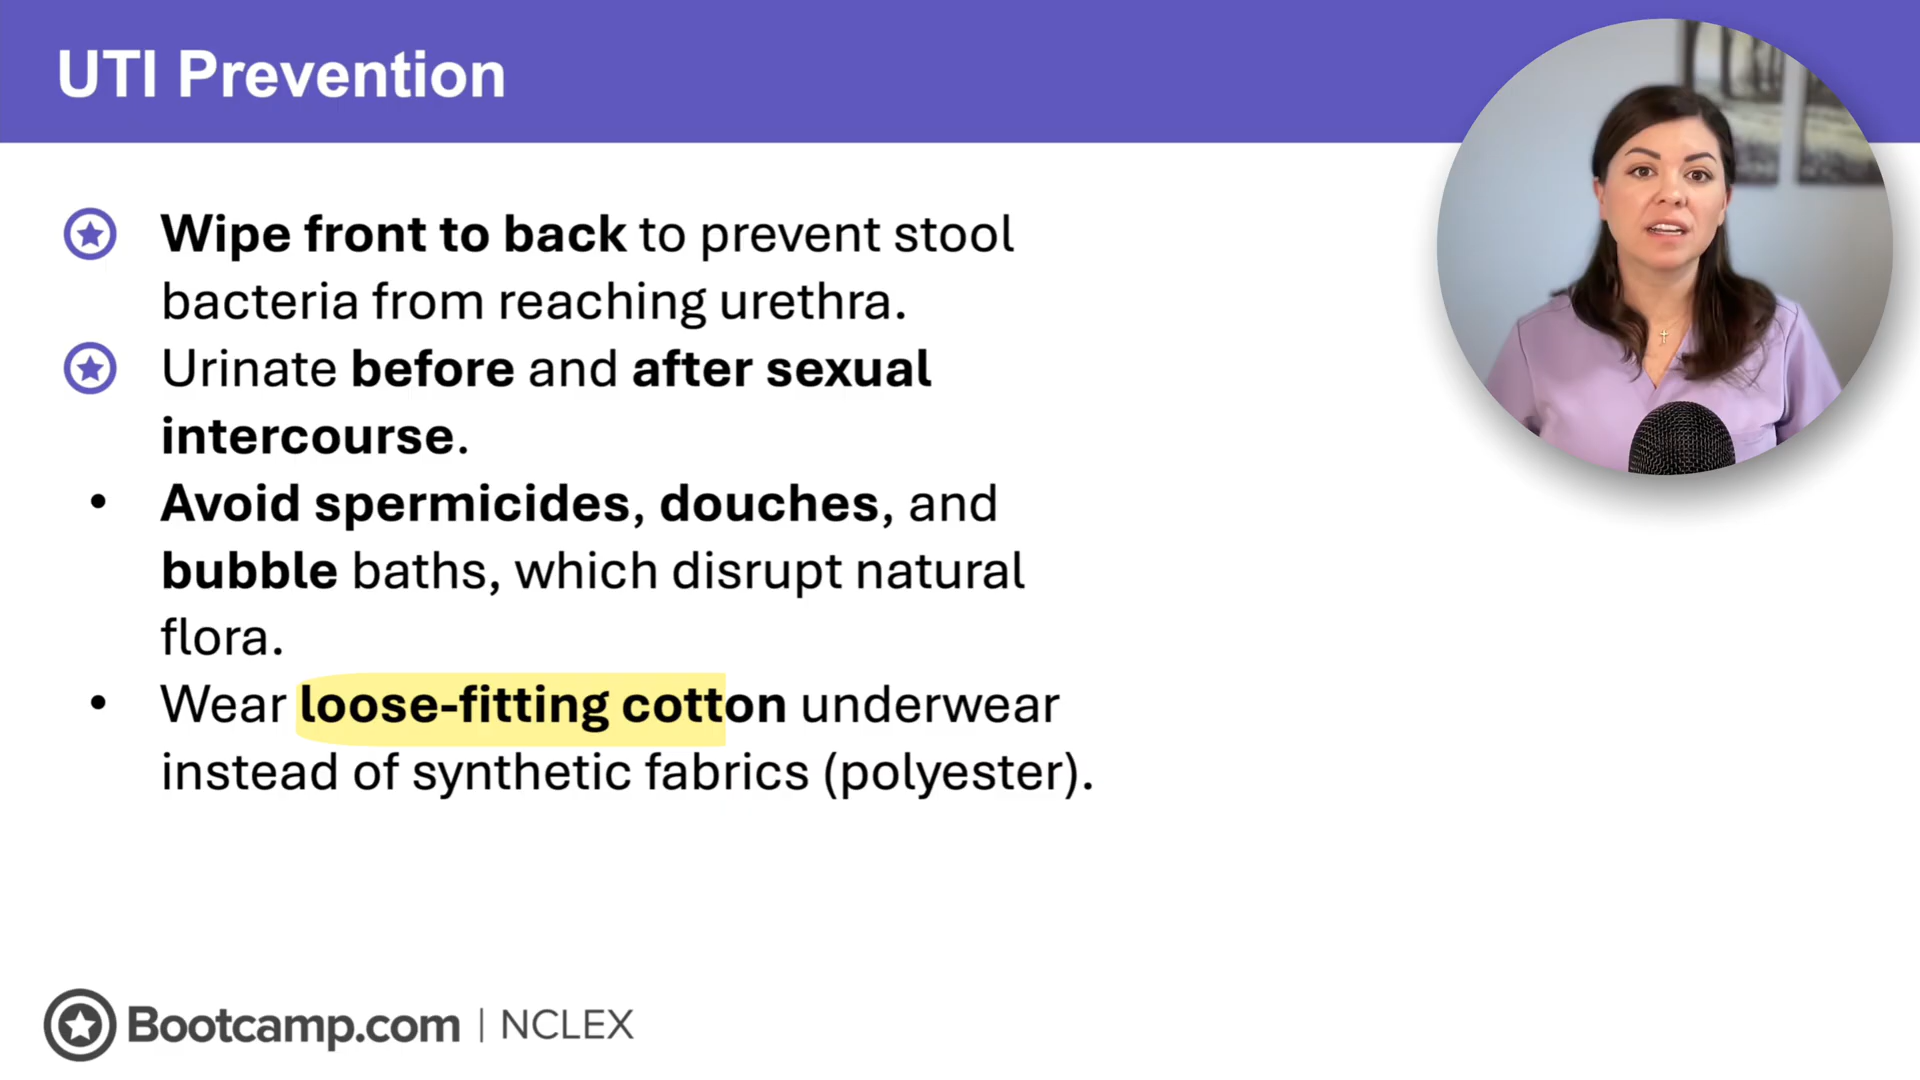 UTI Prevention
Wipe front to back to prevent stool
bacteria from reaching urethra.
Urinate before and after sexual
intercourse.
• Avoid spermicides, douches, and
bubble baths, which disrupt natural
flora.
• Wear loose-fitting cotton underwear
instead of synthetic fabrics (polyester).
Bootcamp.com | NCLEX